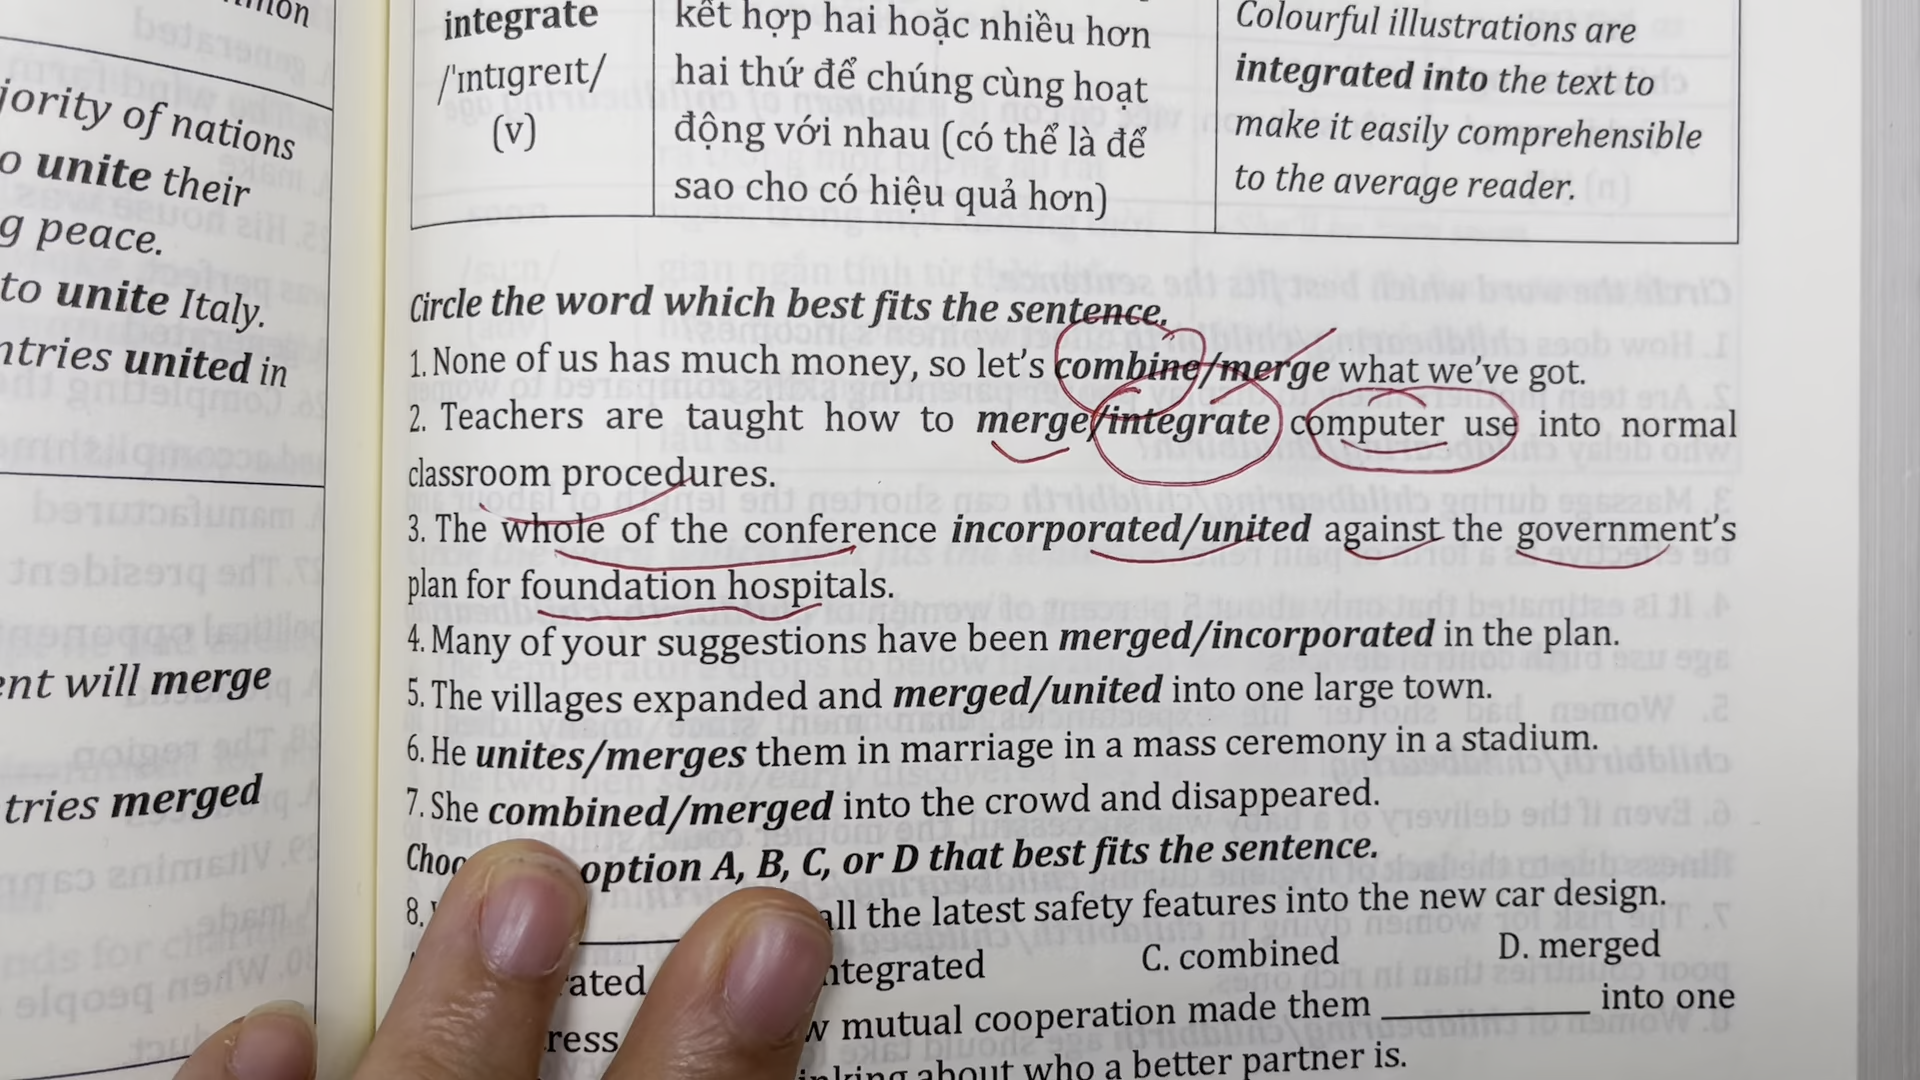 jority of nations
o unite their
g peace.
to unite Italy.
ntries united in
ent will merge
tries merged
integrate
/ˈɪntɪɡreɪt/
(v)
kết hợp hai hoặc nhiều hơn
hai thứ để chúng cùng hoạt
động với nhau (có thể là để
sao cho có hiệu quả hơn)
Colourful illustrations are
integrated into the text to
make it easily comprehensible
to the average reader.
Circle the word which best fits the sentence.
1. None of us has much money, so let's combine/merge what we've got.
2. Teachers are taught how to merge/integrate computer use into normal
classroom procedures.
3. The whole of the conference incorporated/united against the government's
plan for foundation hospitals.
4. Many of your suggestions have been merged/incorporated in the plan.
5. The villages expanded and merged/united into one large town.
6. He unites/merges them in marriage in a mass ceremony in a stadium.
7. She combined/merged into the crowd and disappeared.
Choo option A, B, C, or D that best fits the sentence.
8. ______ all the latest safety features into the new car design.
rated ntegrated C. combined D. merged
ress w mutual cooperation made them ______ into one
inking about who a better partner is.